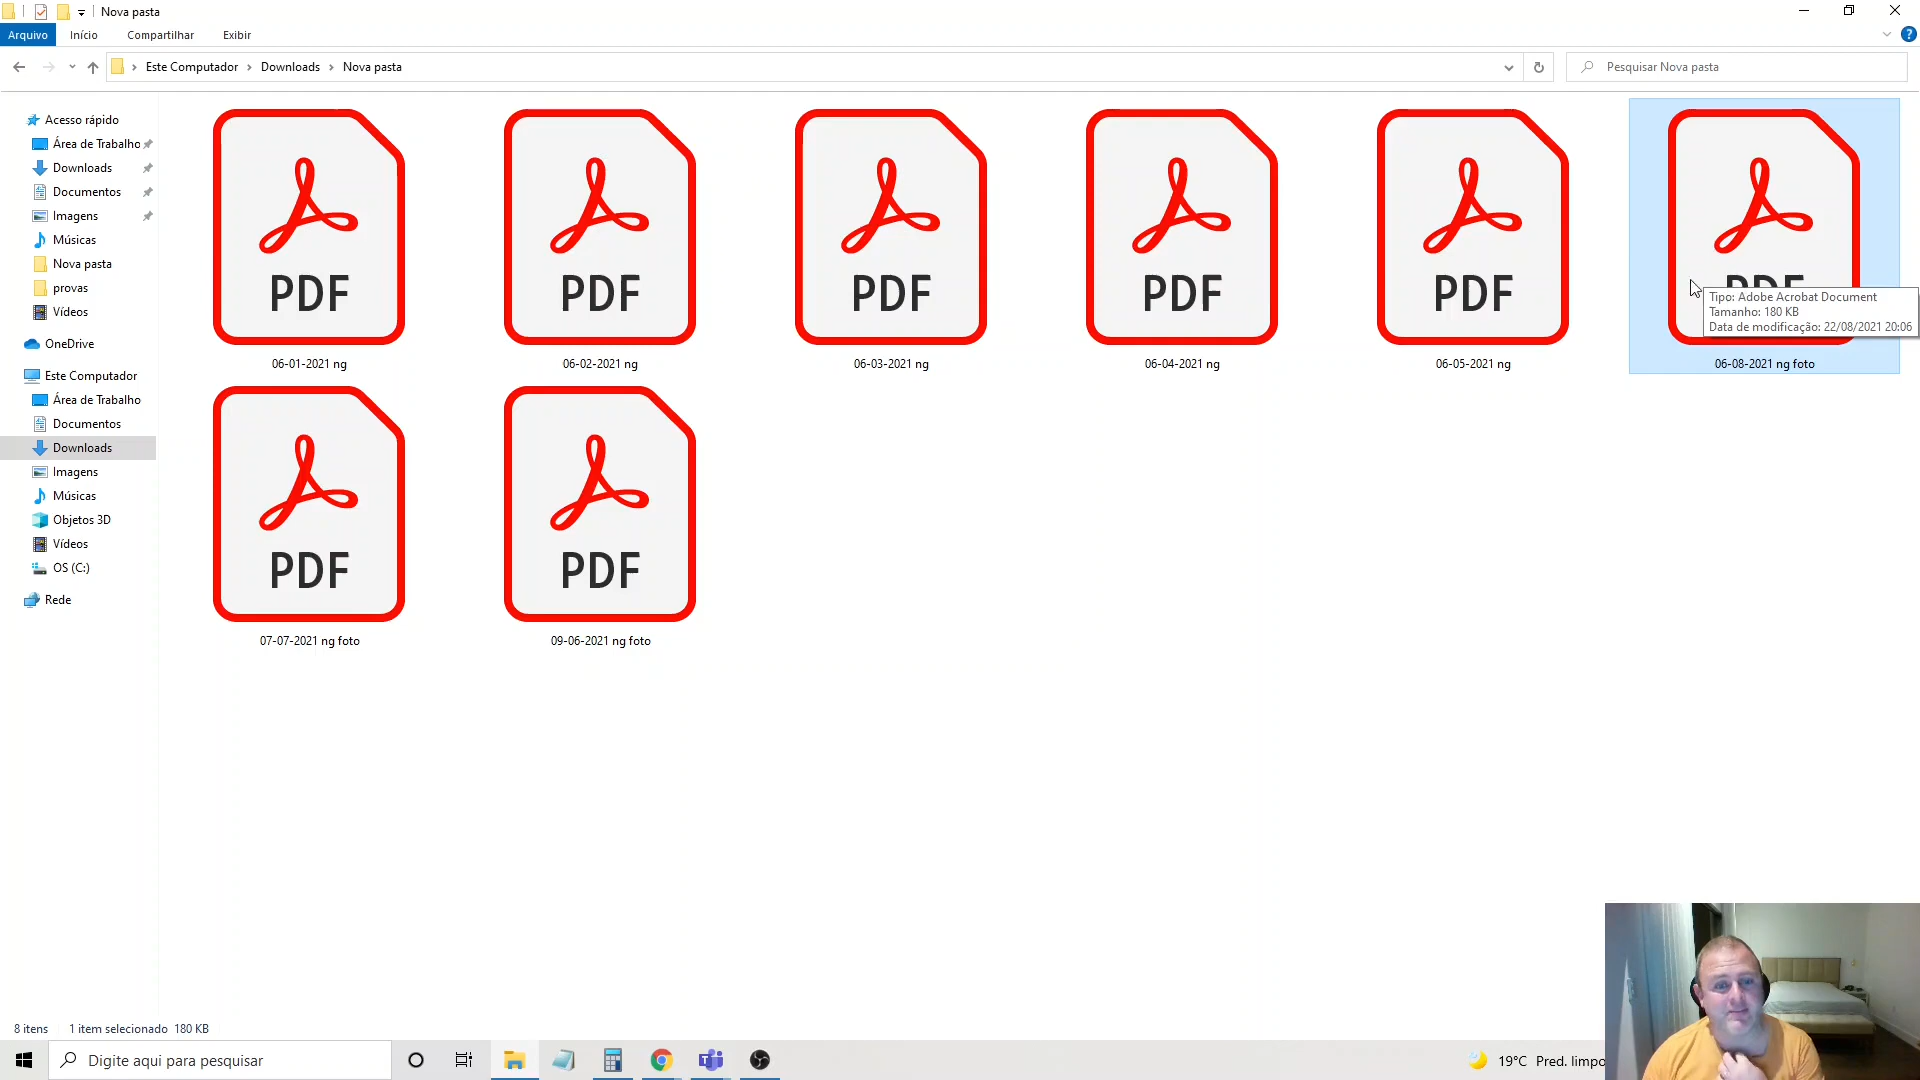 Nova pasta
Arquivo Início Compartilhar Exibir
Este Computador Downloads Nova pasta
Pesquisar Nova pasta
Acesso rápido
Área de Trabalho
Downloads
Documentos
Imagens
Músicas
Nova pasta
provas
Vídeos
OneDrive
Este Computador
Área de Trabalho
Documentos
Downloads
Imagens
Músicas
Objetos 3D
Vídeos
OS (C:)
Rede
PDF PDF PDF PDF PDF PDF
Tipo: Adobe Acrobat Document
Tamanho: 180 KB
Data de modificação: 22/08/2021 20:06
06-01-2021 ng 06-02-2021 ng 06-03-2021 ng 06-04-2021 ng 06-05-2021 ng 06-08-2021 ng foto
PDF PDF
07-07-2021 ng foto 09-06-2021 ng foto
8 itens 1 item selecionado 180 KB
Digite aqui para pesquisar
19°C Pred. limpo